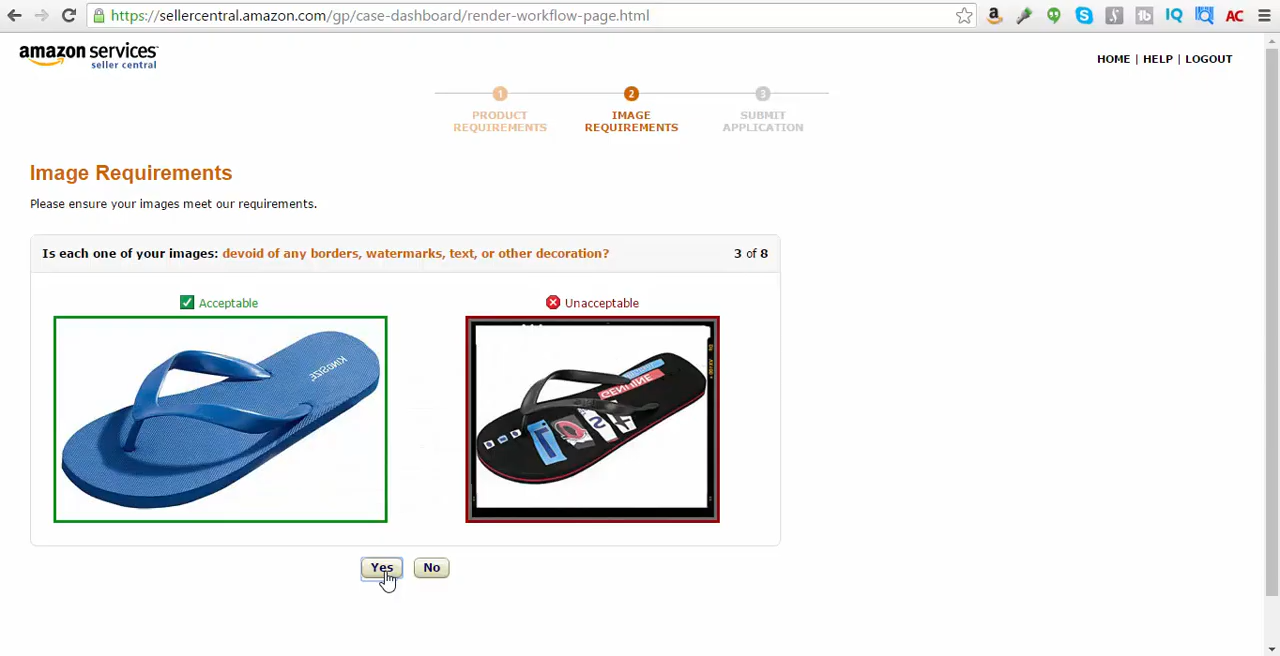 https://sellercentral.amazon.com/gp/case-dashboard/render-workflow-page.html
amazon services
seller central
HOME | HELP | LOGOUT
1
PRODUCT
REQUIREMENTS
2
IMAGE
REQUIREMENTS
3
SUBMIT
APPLICATION
Image Requirements
Please ensure your images meet our requirements.
Is each one of your images: devoid of any borders, watermarks, text, or other decoration?
3 of 8
Acceptable
Unacceptable
KINGSIZE
GENUINE
Yes
No